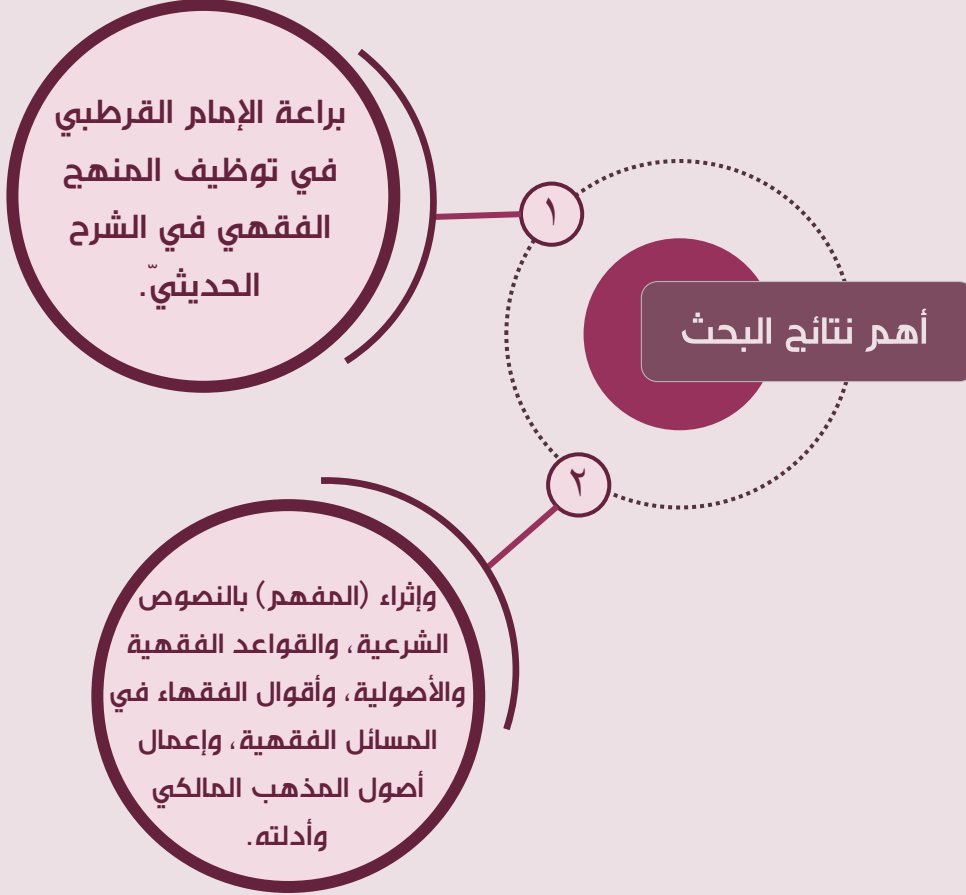 أهم نتائج البحث
١
براعة الإمام القرطبي
في توظيف المنهج
الفقهي في الشرح
الحديثيّ.
٢
وإثراء (المفهم) بالنصوص
الشرعية، والقواعد الفقهية
والأصولية، وأقوال الفقهاء في
المسائل الفقهية، وإعمال
أصول المذهب المالكي
وأدلته.